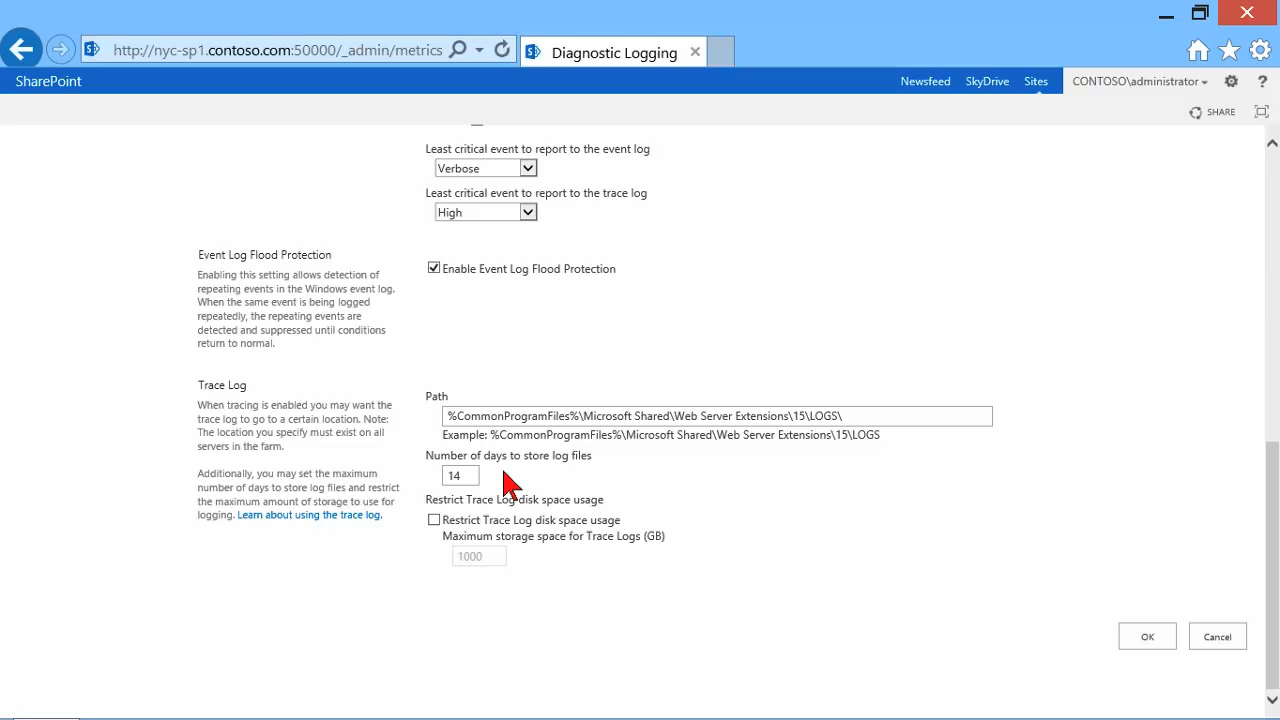 http://nyc-sp1.contoso.com:50000/_admin/metrics
Diagnostic Logging
SharePoint
Newsfeed
SkyDrive
Sites
CONTOSO\administrator
?
SHARE
Least critical event to report to the event log
Verbose
Least critical event to report to the trace log
High
Event Log Flood Protection
Enabling this setting allows detection of
repeating events in the Windows event log.
When the same event is being logged
repeatedly, the repeating events are
detected and suppressed until conditions
return to normal.
Enable Event Log Flood Protection
Trace Log
When tracing is enabled you may want the
trace log to go to a certain location. Note:
The location you specify must exist on all
servers in the farm.
Additionally, you may set the maximum
number of days to store log files and restrict
the maximum amount of storage to use for
logging. Learn about using the trace log.
Path
%CommonProgramFiles%\Microsoft Shared\Web Server Extensions\15\LOGS\
Example: %CommonProgramFiles%\Microsoft Shared\Web Server Extensions\15\LOGS
Number of days to store log files
14
Restrict Trace Log disk space usage
Restrict Trace Log disk space usage
Maximum storage space for Trace Logs (GB)
1000
OK
Cancel